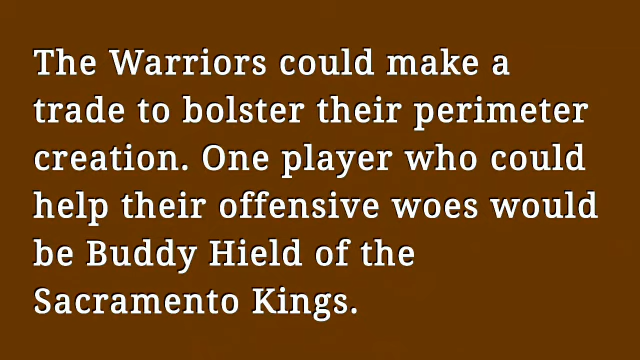 The Warriors could make a
trade to bolster their perimeter
creation. One player who could
help their offensive woes would
be Buddy Hield of the
Sacramento Kings.